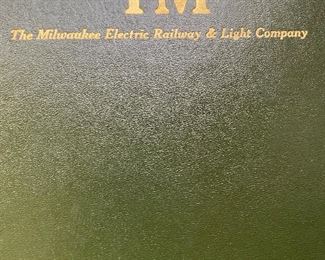 TM
The Milwaukee Electric Railway & Light Company